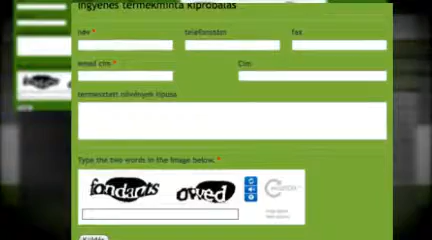 Ingyenes termékminta kipróbálás
név * telefonszám fax
email cím * Cím
termesztett növények típusa
Type the two words in the image below. *
fondants owed
Küldés